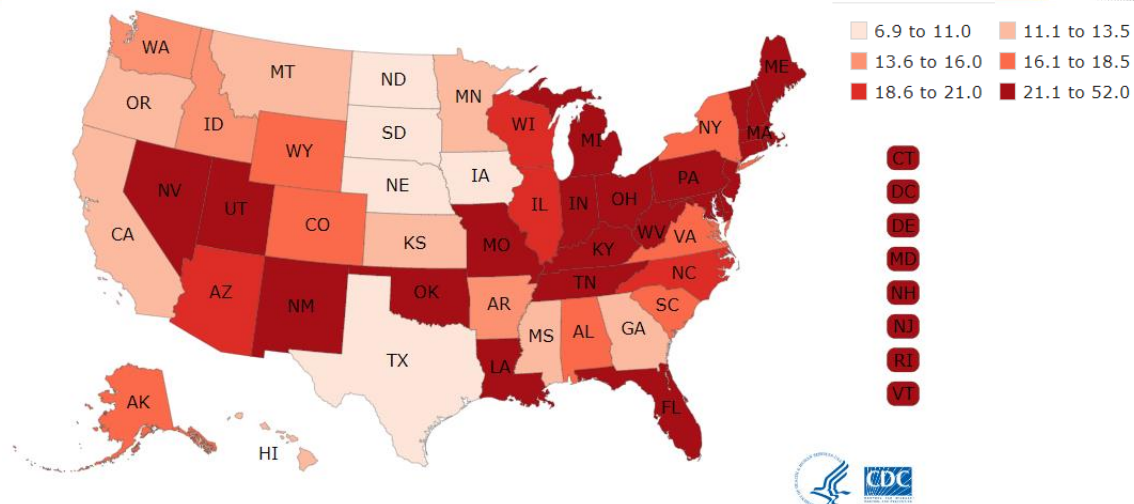 6.9 to 11.0
11.1 to 13.5
13.6 to 16.0
16.1 to 18.5
18.6 to 21.0
21.1 to 52.0
WA
MT
ND
MN
ME
OR
ID
SD
WI
MI
NY
MA
WY
NE
IA
PA
NV
UT
CO
IL
IN
OH
CA
KS
MO
KY
WV
VA
AZ
NM
OK
AR
TN
NC
TX
LA
MS
AL
GA
SC
FL
AK
HI
CT
DC
DE
MD
NH
NJ
RI
VT
CDC